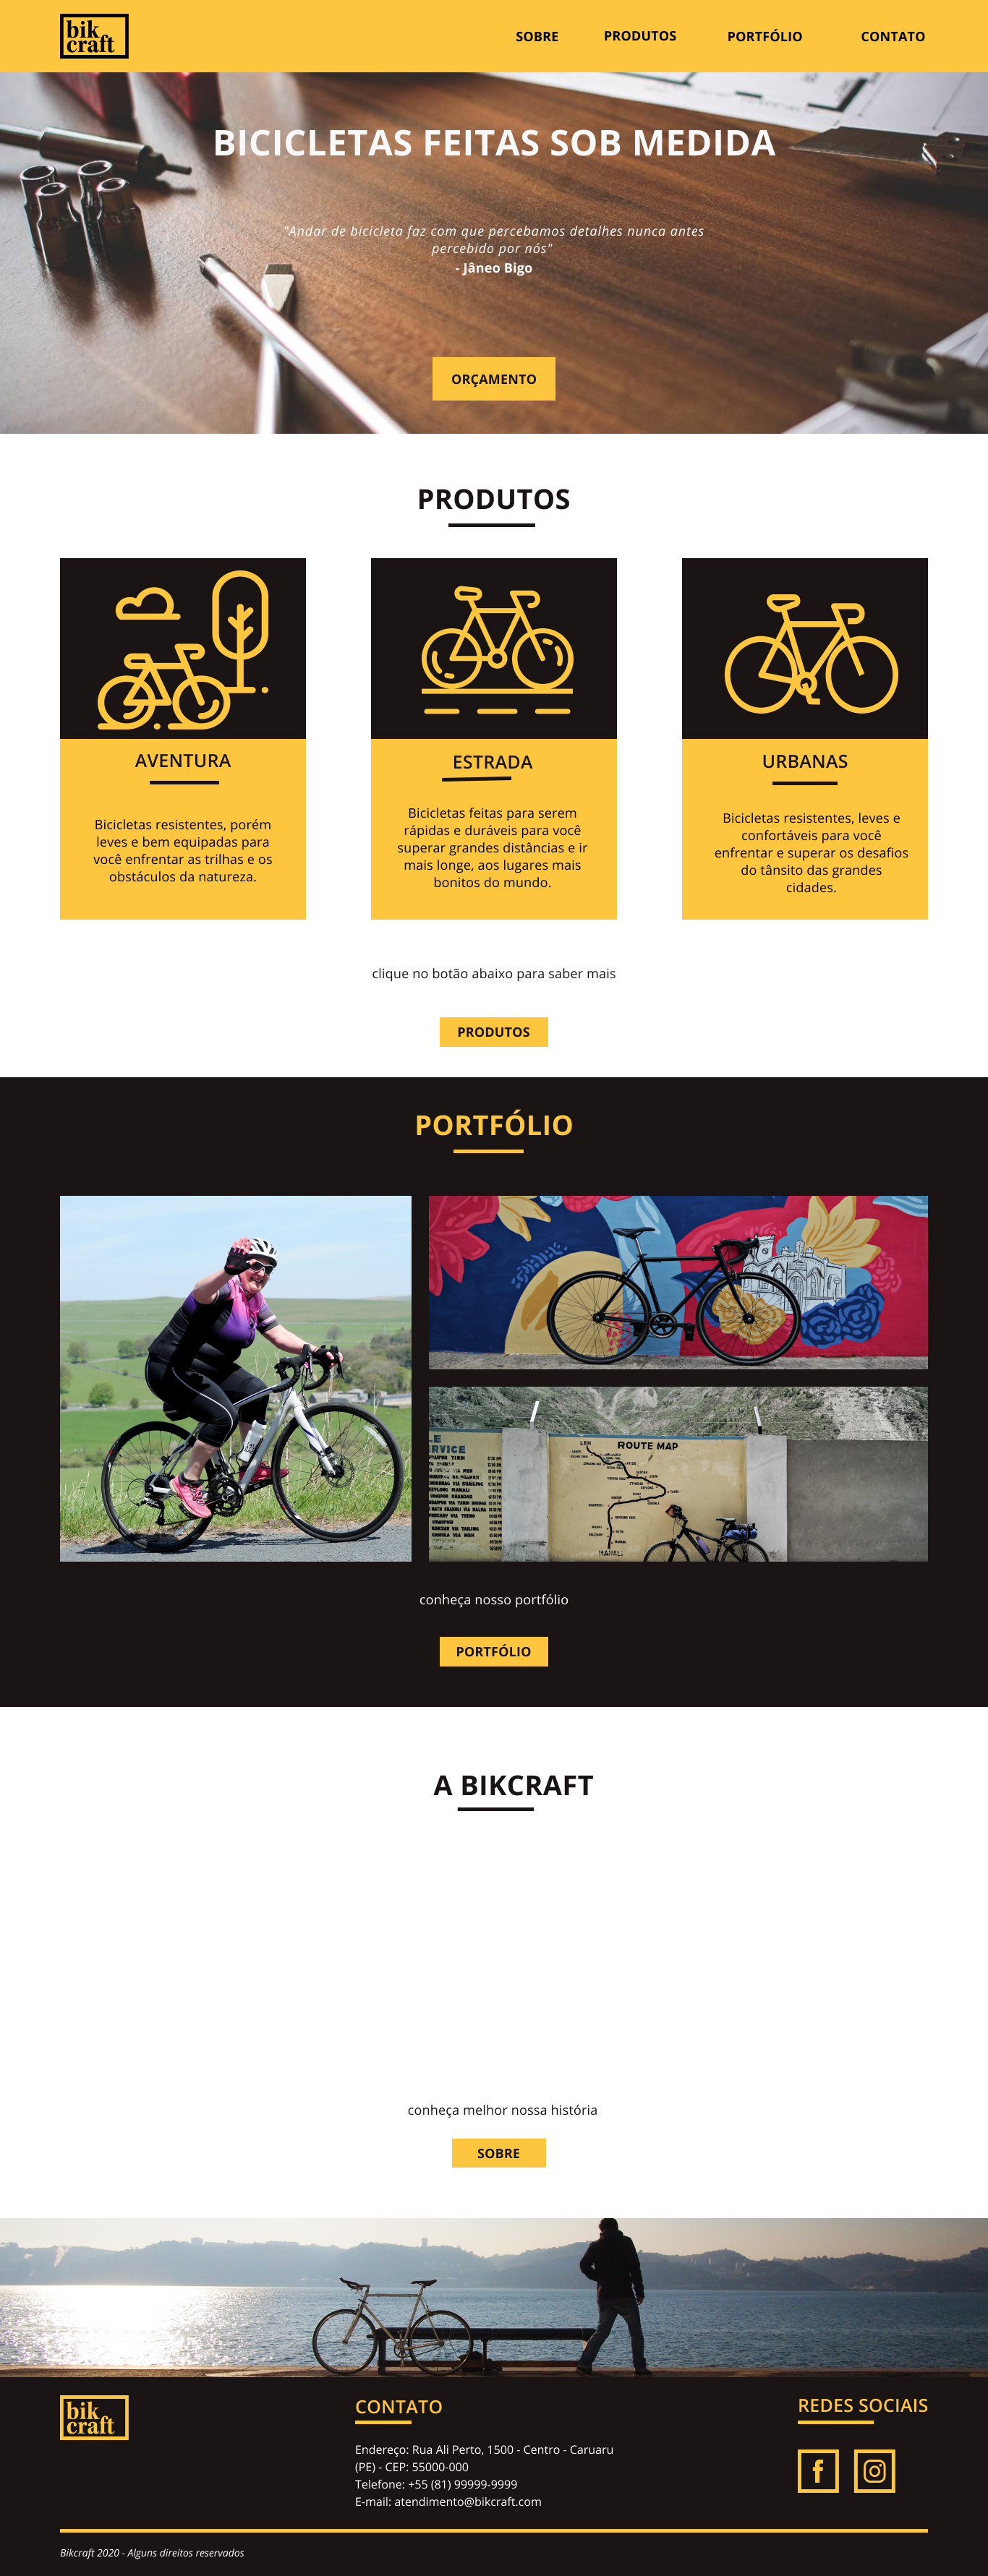 bik
craft
SOBRE PRODUTOS PORTFÓLIO CONTATO
BICICLETAS FEITAS SOB MEDIDA
"Andar de bicicleta faz com que percebamos detalhes nunca antes
percebido por nós"
- Jâneo Bigo
ORÇAMENTO
PRODUTOS
AVENTURA
Bicicletas resistentes, porém
leves e bem equipadas para
você enfrentar as trilhas e os
obstáculos da natureza.
ESTRADA
Bicicletas feitas para serem
rápidas e duráveis para você
superar grandes distâncias e ir
mais longe, aos lugares mais
bonitos do mundo.
URBANAS
Bicicletas resistentes, leves e
confortáveis para você
enfrentar e superar os desafios
do tânsito das grandes
cidades.
clique no botão abaixo para saber mais
PRODUTOS
PORTFÓLIO
ROUTE MAP
LEH
MANALI
conheça nosso portfólio
PORTFÓLIO
A BIKCRAFT
conheça melhor nossa história
SOBRE
bik
craft
CONTATO
Endereço: Rua Ali Perto, 1500 - Centro - Caruaru
(PE) - CEP: 55000-000
Telefone: +55 (81) 99999-9999
E-mail: atendimento@bikcraft.com
REDES SOCIAIS
f
Bikcraft 2020 - Alguns direitos reservados